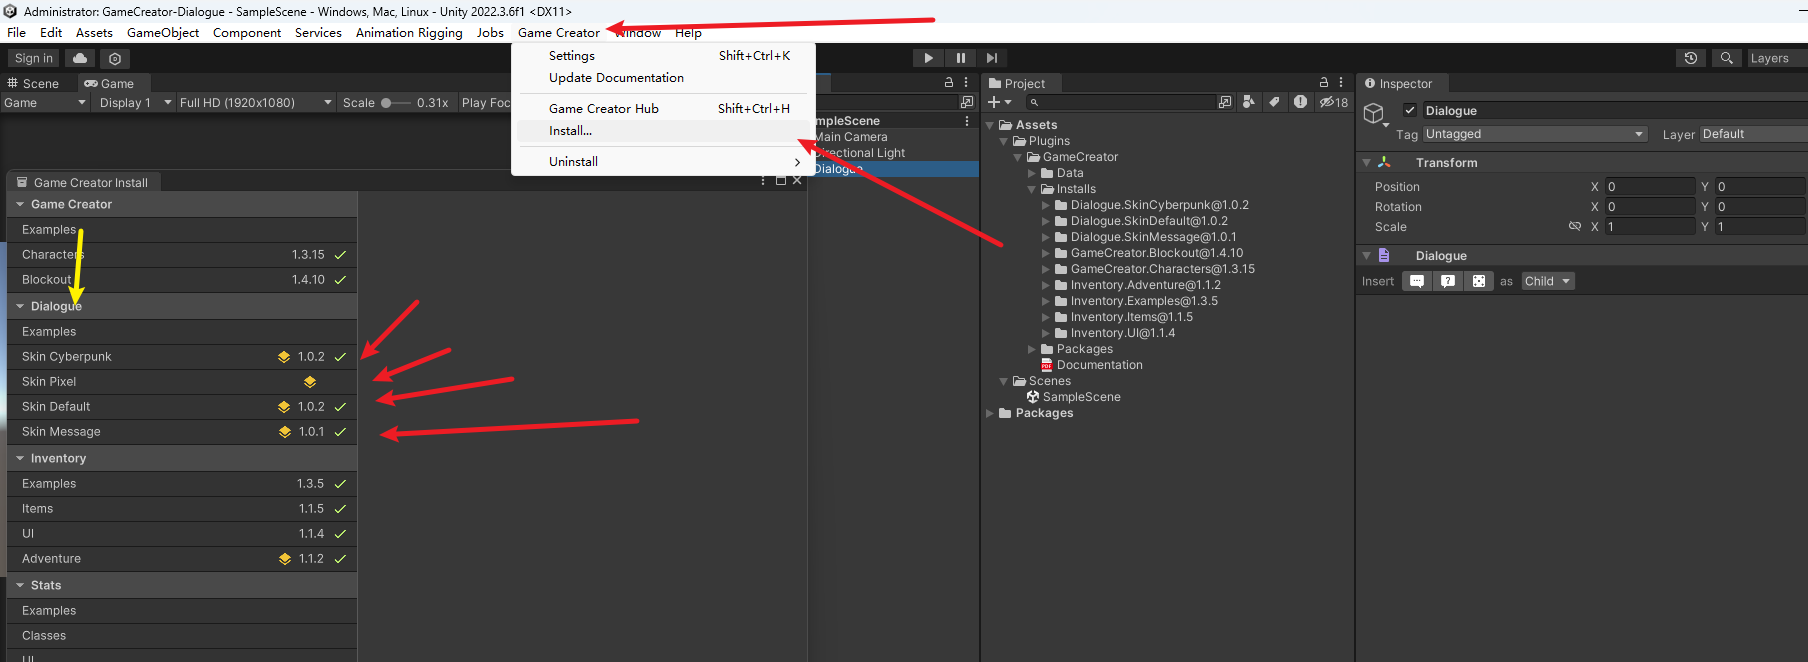 Administrator: GameCreator-Dialogue - SampleScene - Windows, Mac, Linux - Unity 2022.3.6f1 <DX11>
File Edit Assets GameObject Component Services Animation Rigging Jobs Game Creator Window Help
Sign in
Layers
Settings Shift+Ctrl+K
Update Documentation
Game Creator Hub Shift+Ctrl+H
Install...
Uninstall
Scene Game
Game Display 1 Full HD (1920x1080) Scale 0.31x Play Foc
Game Creator Install
Game Creator
Examples
Characters 1.3.15
Blockout 1.4.10
Dialogue
Examples
Skin Cyberpunk 1.0.2
Skin Pixel
Skin Default 1.0.2
Skin Message 1.0.1
Inventory
Examples 1.3.5
Items 1.1.5
UI 1.1.4
Adventure 1.1.2
Stats
Examples
Classes
UI
mpleScene
Main Camera
Directional Light
Dialogue
Project
18
Assets
Plugins
GameCreator
Data
Installs
Dialogue.SkinCyberpunk@1.0.2
Dialogue.SkinDefault@1.0.2
Dialogue.SkinMessage@1.0.1
GameCreator.Blockout@1.4.10
GameCreator.Characters@1.3.15
Inventory.Adventure@1.1.2
Inventory.Examples@1.3.5
Inventory.Items@1.1.5
Inventory.UI@1.1.4
Packages
PDF Documentation
Scenes
SampleScene
Packages
Inspector
Dialogue
Tag Untagged Layer Default
Transform
Position X 0 Y 0
Rotation X 0 Y 0
Scale X 1 Y 1
Dialogue
Insert as Child